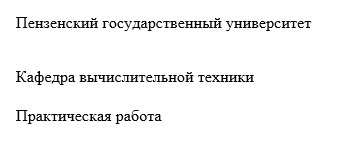 Пензенский государственный университет
Кафедра вычислительной техники
Практическая работа